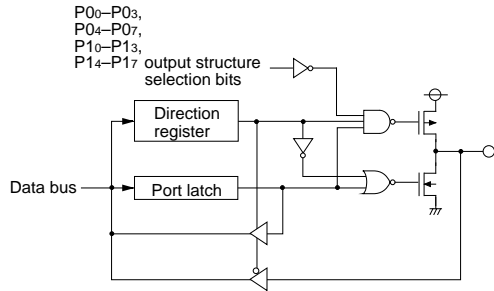 P00–P03,
P04–P07,
P10–P13,
P14–P17 output structure
selection bits
Direction
register
Data bus
Port latch